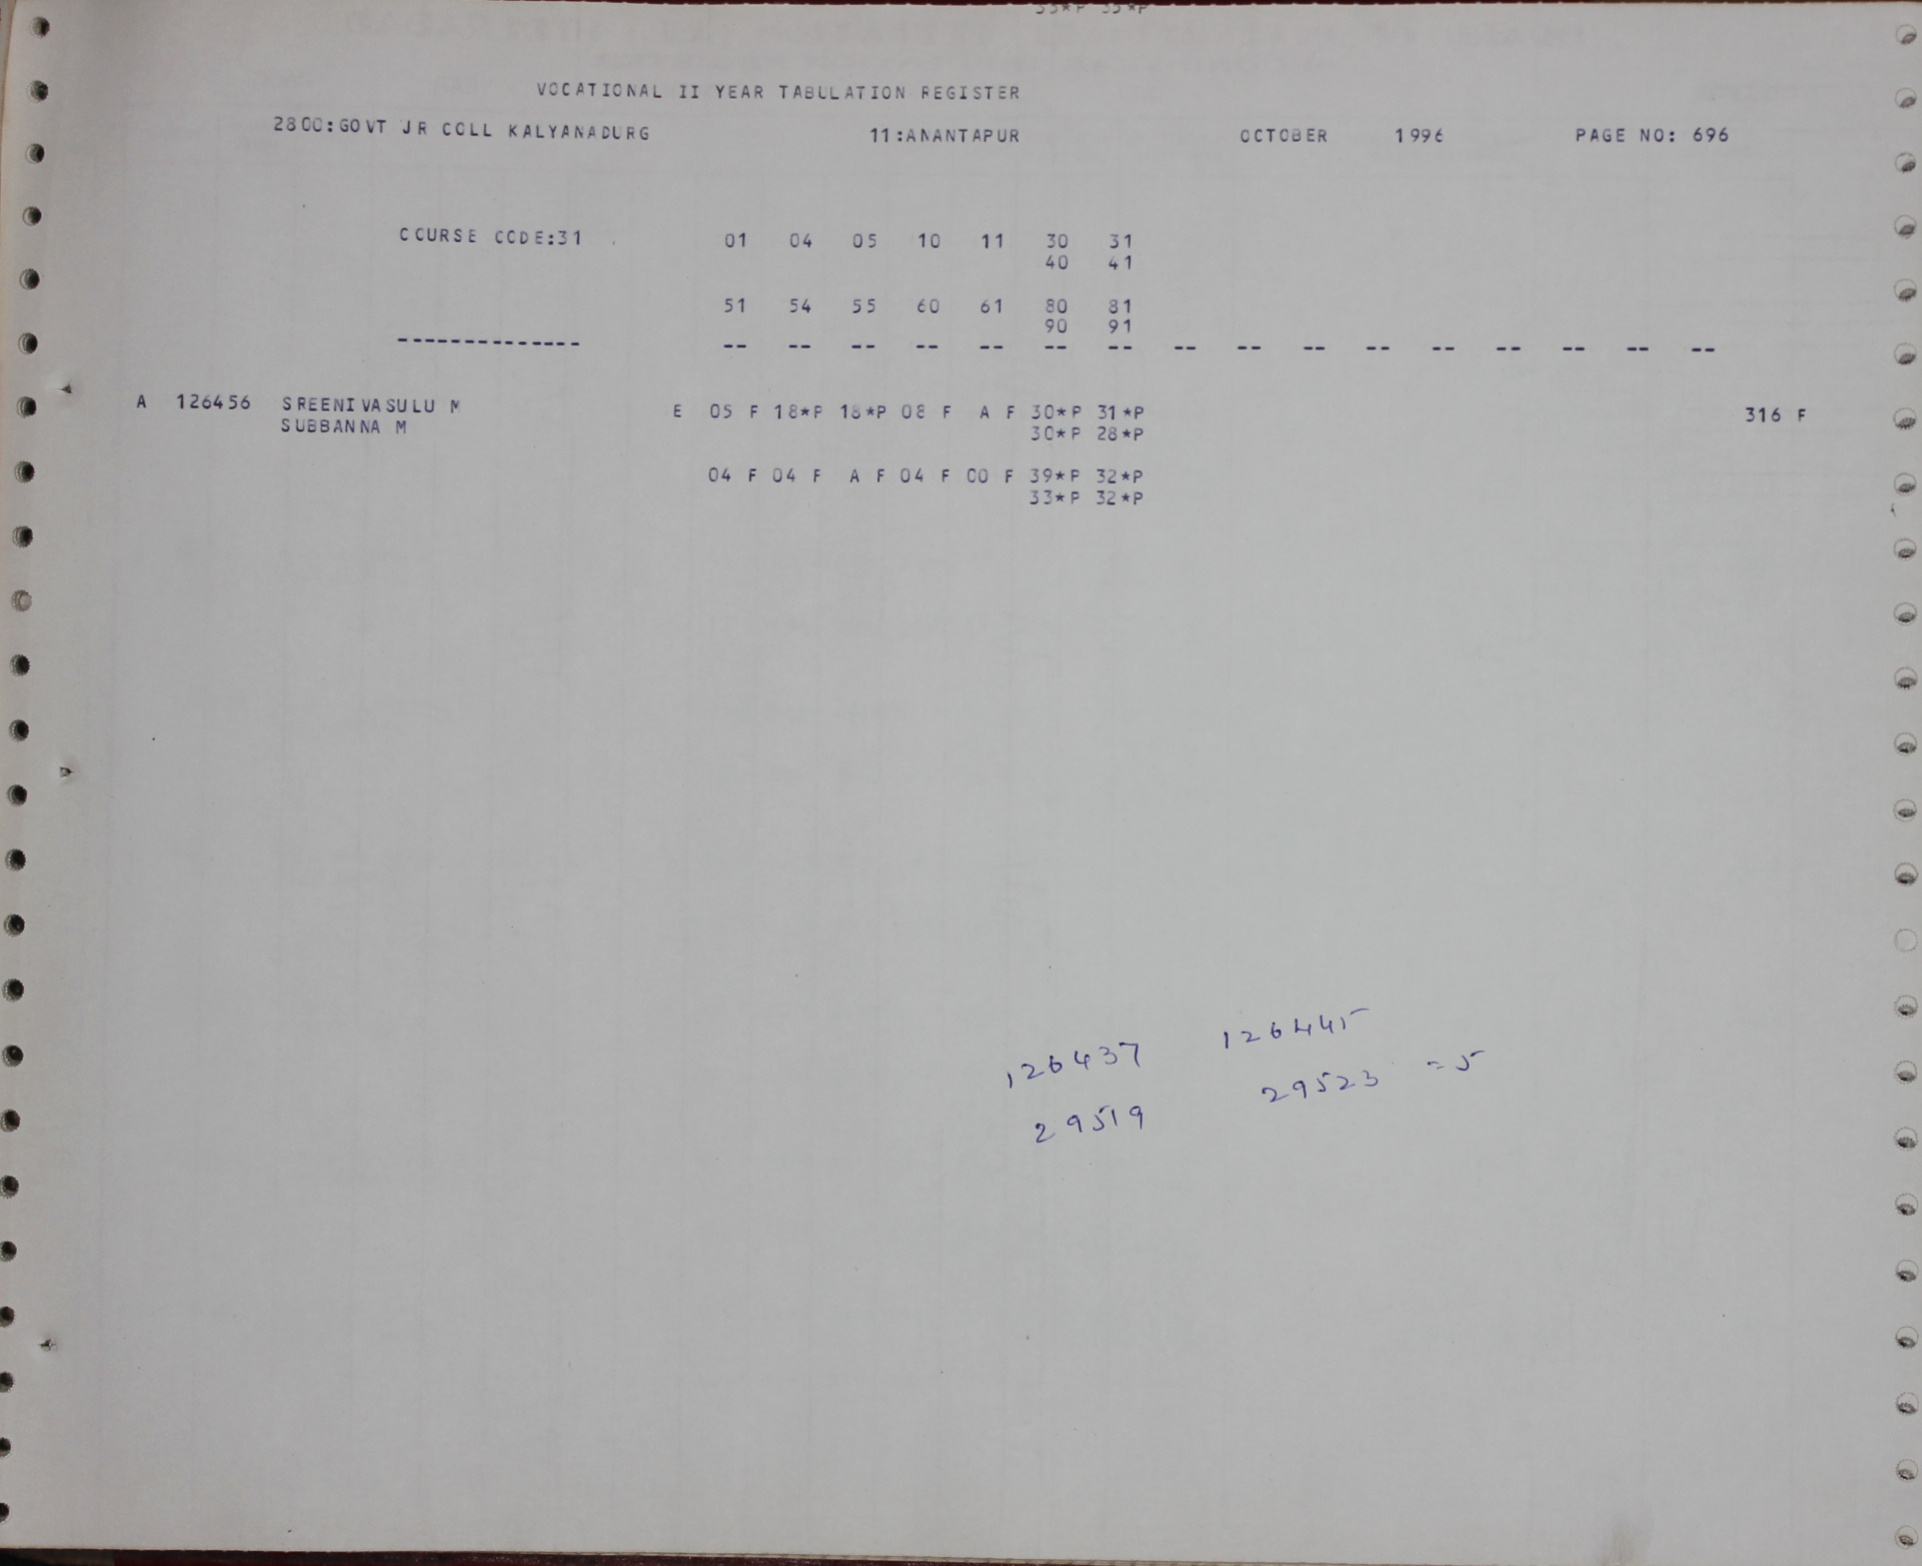 33*P 33*P
VOCATIONAL II YEAR TABULATION REGISTER
2800:GOVT JR COLL KALYANADURG 11:ANANTAPUR OCTOBER 1996 PAGE NO: 696
COURSE CODE:31 01 04 05 10 11 30 31
40 41
51 54 55 60 61 80 81
90 91
-------------- -- -- -- -- -- -- -- -- -- -- -- -- -- -- -- --
A 126456 SREENIVASULU M E 05 F 18*P 18*P 08 F A F 30*P 31*P 316 F
SUBBANNA M 30*P 28*P
04 F 04 F A F 04 F 00 F 39*P 32*P
33*P 32*P
126437 126445
29519 29523 =5